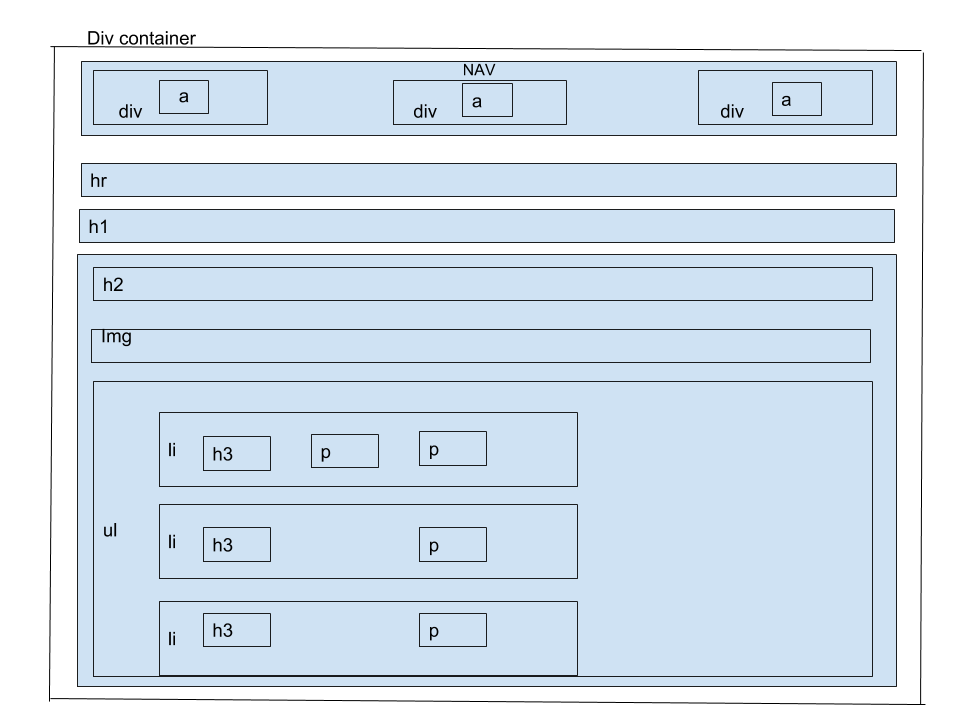 Div container
NAV
div a div a div a
hr
h1
h2
Img
li h3 p p
ul
li h3 p
li h3 p